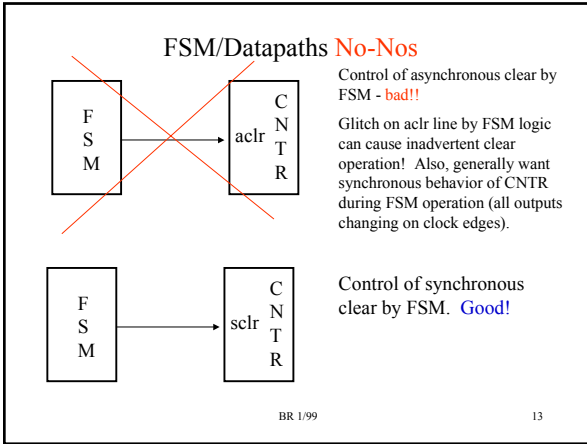 FSM/Datapaths No-Nos
F
S
M
aclr
C
N
T
R
Control of asynchronous clear by
FSM - bad!!
Glitch on aclr line by FSM logic
can cause inadvertent clear
operation! Also, generally want
synchronous behavior of CNTR
during FSM operation (all outputs
changing on clock edges).
F
S
M
sclr
C
N
T
R
Control of synchronous
clear by FSM. Good!
BR 1/99
13